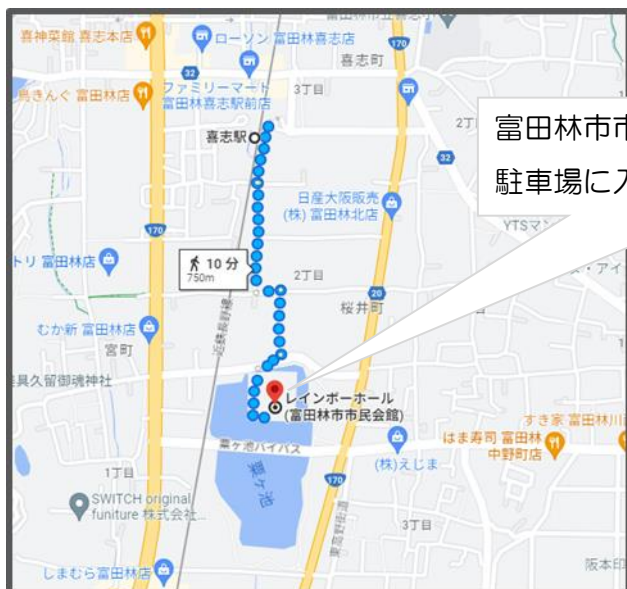 喜神菜館 喜志本店
ローソン 富田林喜志店
170
喜志町
32
ファミリーマート
富田林喜志駅前店
3丁目
鳥きんぐ 富田林店
喜志駅
32
富田林市市
駐車場に入
日産大阪販売
(株) 富田林北店
170
10 分
750m
トリ 富田林店
2丁目
20
桜井町
近鉄長野線
むか新 富田林店
宮町
具久留御魂神社
レインボーホール
(富田林市市民会館)
すき家 富田林川
はま寿司 富田林
中野町店
粟ヶ池バイパス
(株)えじま
1丁目
粟ヶ池
170
SWITCH original
funiture 株式会社...
東高野街道
3丁目
しまむら富田林店
阪本印